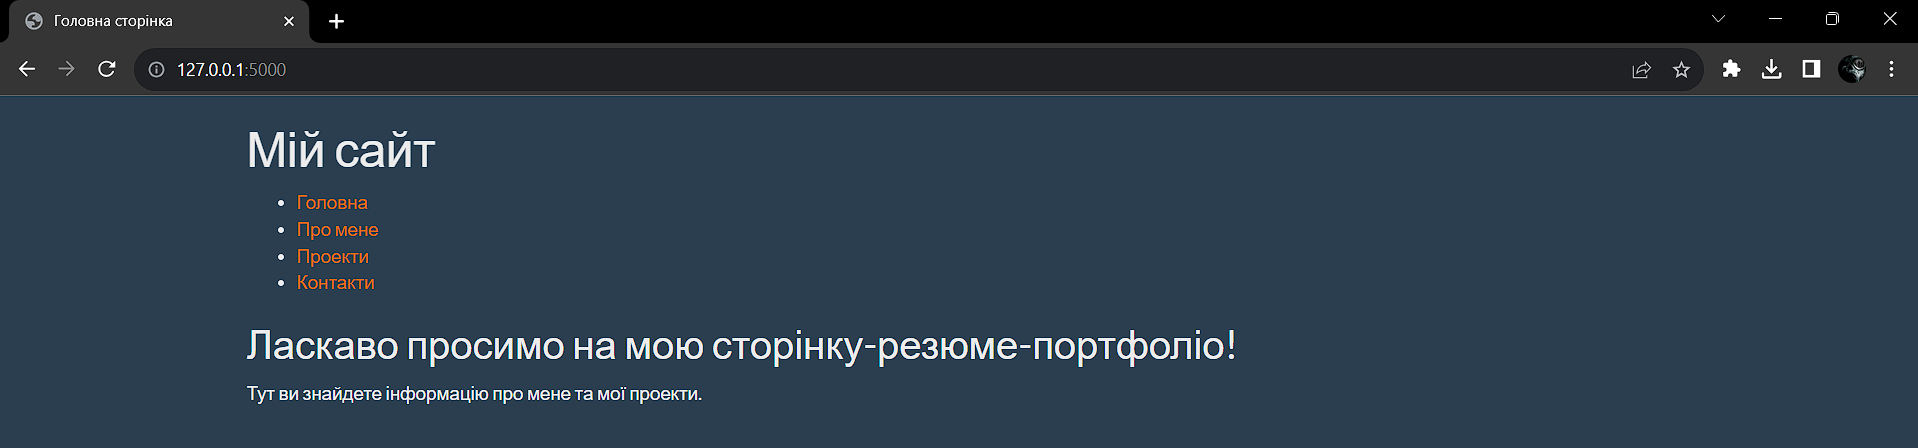 Головна сторінка
127.0.0.1:5000
Мій сайт
Головна
Про мене
Проекти
Контакти
Ласкаво просимо на мою сторінку-резюме-портфоліо!
Тут ви знайдете інформацію про мене та мої проекти.